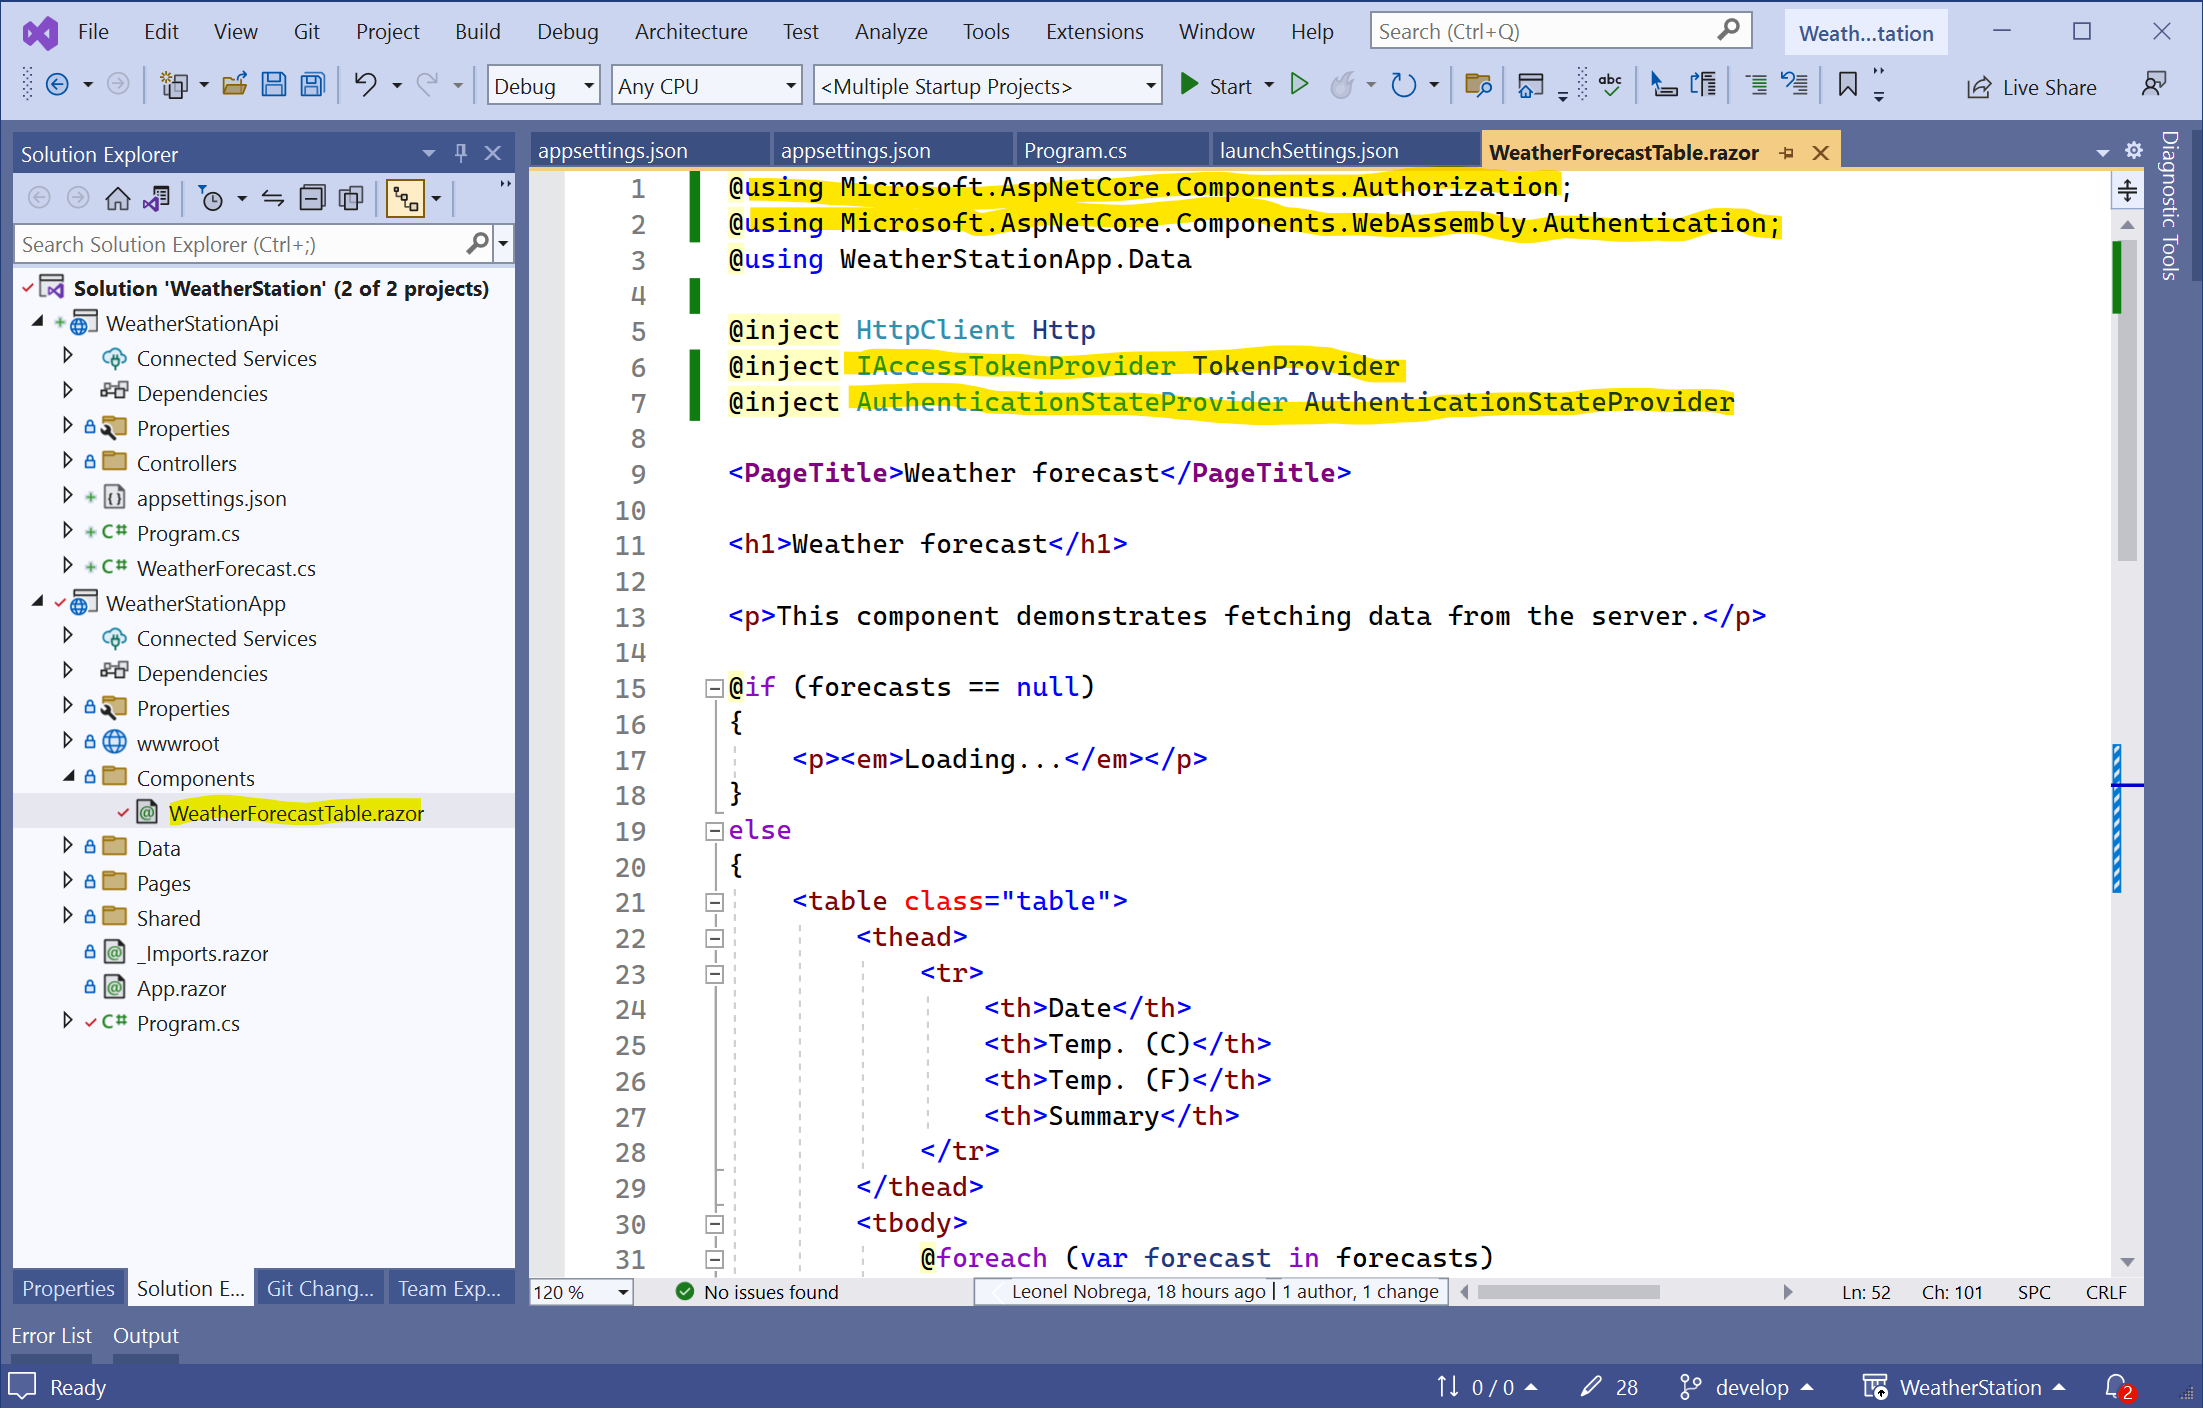 File Edit View Git Project Build Debug Architecture Test Analyze Tools Extensions Window Help Search (Ctrl+Q) Weath...tation
Debug Any CPU <Multiple Startup Projects> Start abc Live Share
Solution Explorer
Search Solution Explorer (Ctrl+;)
Solution 'WeatherStation' (2 of 2 projects)
WeatherStationApi
Connected Services
Dependencies
Properties
Controllers
appsettings.json
C# Program.cs
C# WeatherForecast.cs
WeatherStationApp
Connected Services
Dependencies
Properties
wwwroot
Components
WeatherForecastTable.razor
Data
Pages
Shared
_Imports.razor
App.razor
C# Program.cs
Properties Solution E... Git Chang... Team Exp...
appsettings.json appsettings.json Program.cs launchSettings.json WeatherForecastTable.razor
1 @using Microsoft.AspNetCore.Components.Authorization;
2 @using Microsoft.AspNetCore.Components.WebAssembly.Authentication;
3 @using WeatherStationApp.Data
4
5 @inject HttpClient Http
6 @inject IAccessTokenProvider TokenProvider
7 @inject AuthenticationStateProvider AuthenticationStateProvider
8
9 <PageTitle>Weather forecast</PageTitle>
10
11 <h1>Weather forecast</h1>
12
13 <p>This component demonstrates fetching data from the server.</p>
14
15 @if (forecasts == null)
16 {
17 <p><em>Loading...</em></p>
18 }
19 else
20 {
21 <table class="table">
22 <thead>
23 <tr>
24 <th>Date</th>
25 <th>Temp. (C)</th>
26 <th>Temp. (F)</th>
27 <th>Summary</th>
28 </tr>
29 </thead>
30 <tbody>
31 @foreach (var forecast in forecasts)
120 % No issues found Leonel Nobrega, 18 hours ago | 1 author, 1 change Ln: 52 Ch: 101 SPC CRLF
Diagnostic Tools
Error List Output
Ready 0 / 0 28 develop WeatherStation 2